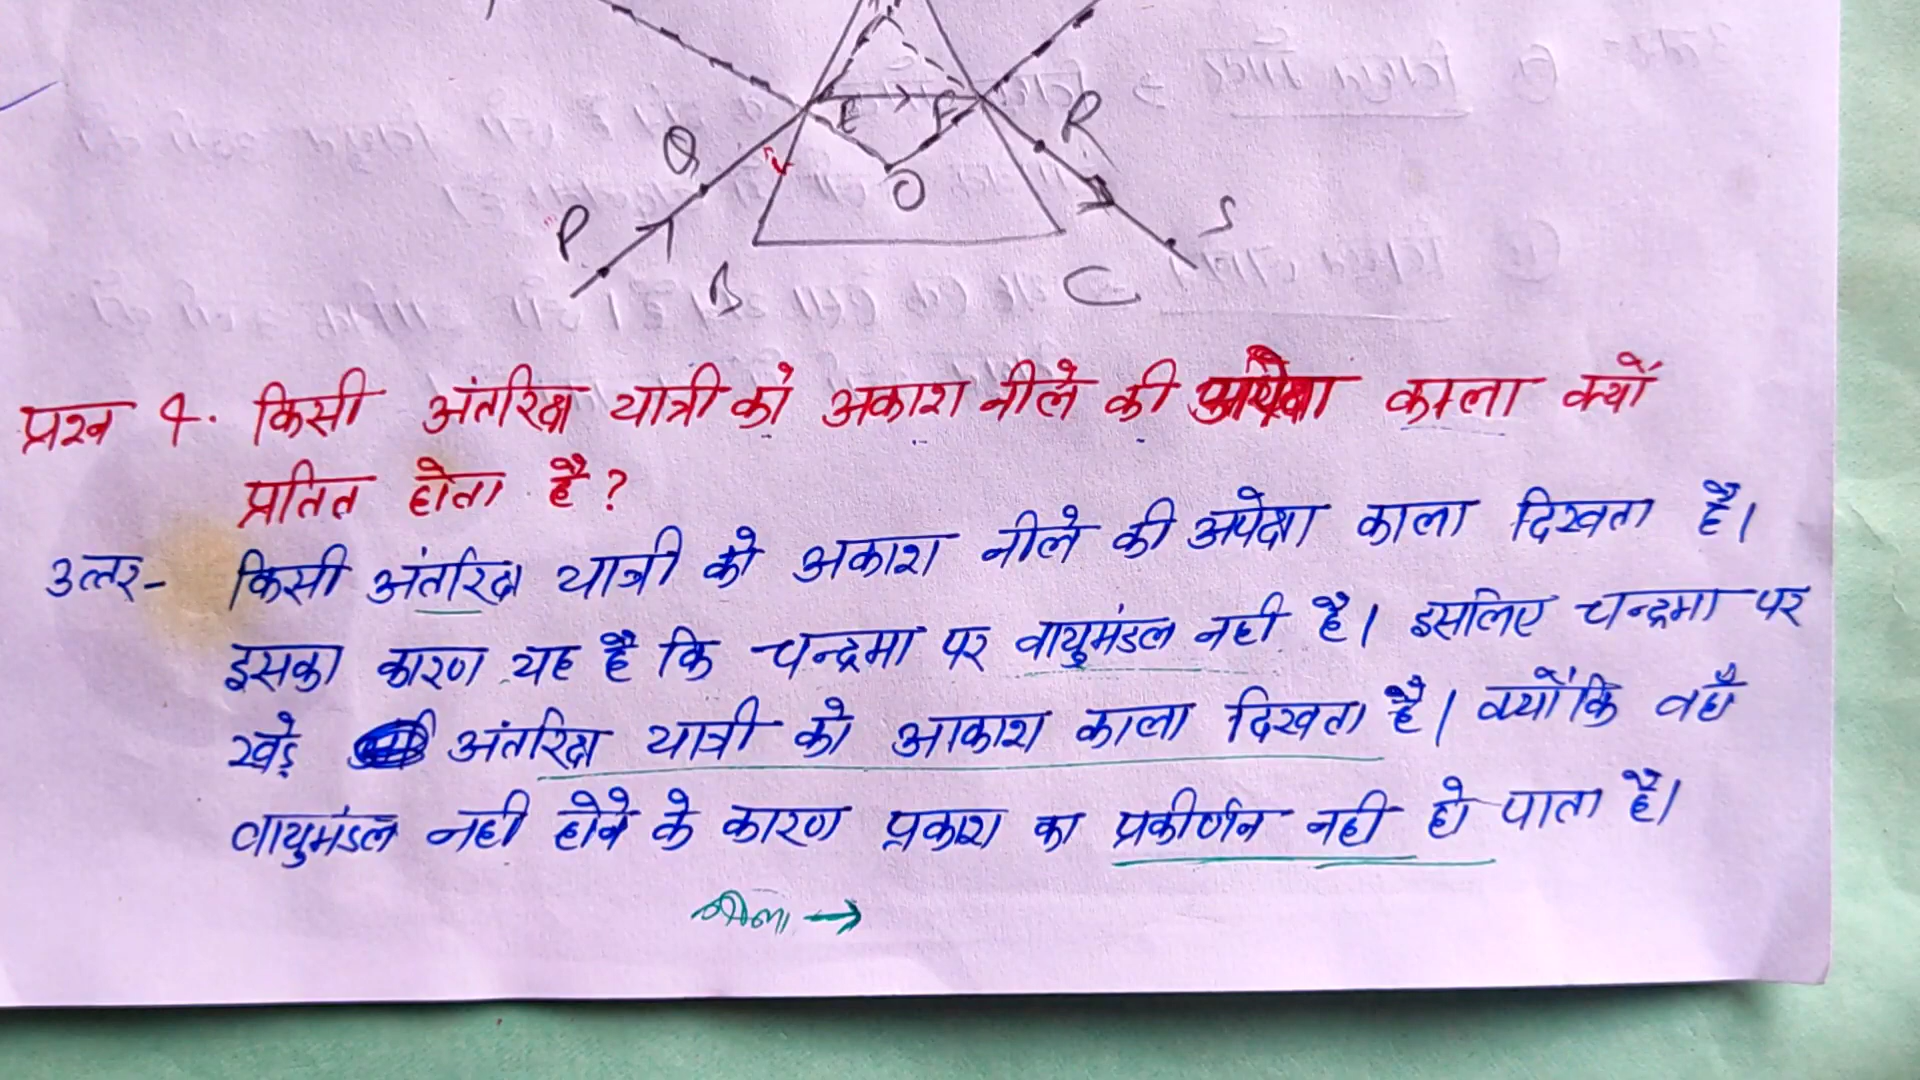 Q
E
F
R
O
P
S
B
C
प्रश्न 4. किसी अंतरिक्ष यात्री को अकाश नीले की अपेक्षा काला क्यों
प्रतित होता है?
उत्तर- किसी अंतरिक्ष यात्री को अकाश नीले की अपेक्षा काला दिखता है।
इसका कारण यह है कि चन्द्रमा पर वायुमंडल नही है। इसलिए चन्द्रमा पर
खड़े अंतरिक्ष यात्री को आकाश काला दिखता है। क्योंकि वहाँ
वायुमंडल नही होने के कारण प्रकाश का प्रकीर्णन नही हो पाता है।